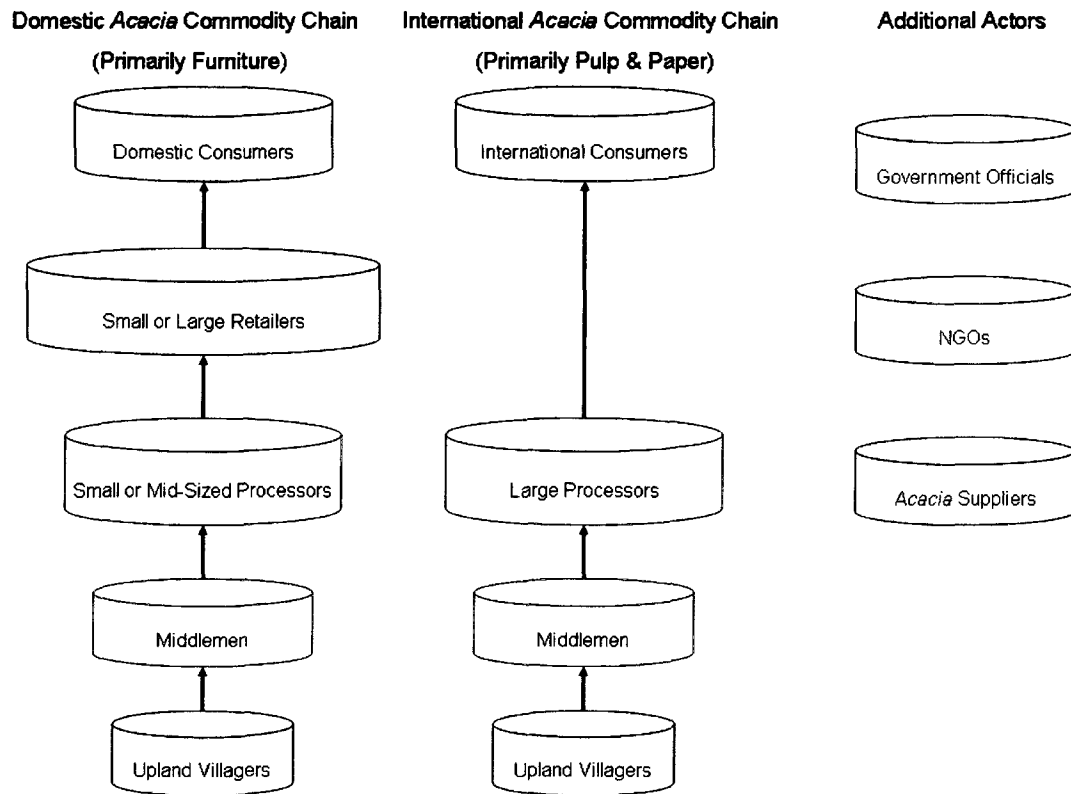 Domestic Acacia Commodity Chain
(Primarily Furniture)
Domestic Consumers
Small or Large Retailers
Small or Mid-Sized Processors
Middlemen
Upland Villagers
International Acacia Commodity Chain
(Primarily Pulp & Paper)
International Consumers
Large Processors
Middlemen
Upland Villagers
Additional Actors
Government Officials
NGOs
Acacia Suppliers